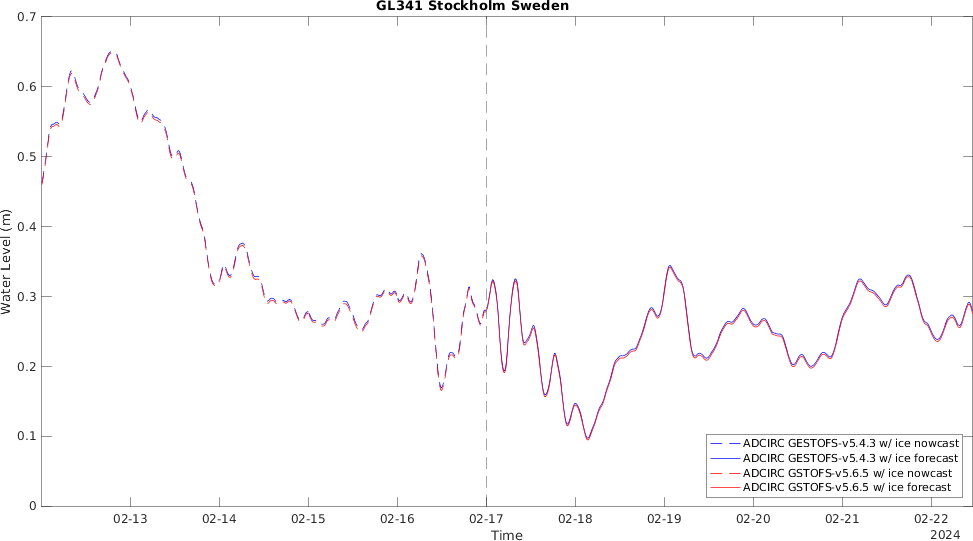 GL341 Stockholm Sweden
0.7
0.6
0.5
0.4
0.3
0.2
0.1
0
Water Level (m)
ADCIRC GESTOFS-v5.4.3 w/ ice nowcast
ADCIRC GESTOFS-v5.4.3 w/ ice forecast
ADCIRC GSTOFS-v5.6.5 w/ ice nowcast
ADCIRC GSTOFS-v5.6.5 w/ ice forecast
02-13 02-14 02-15 02-16 02-17 02-18 02-19 02-20 02-21 02-22
Time
2024